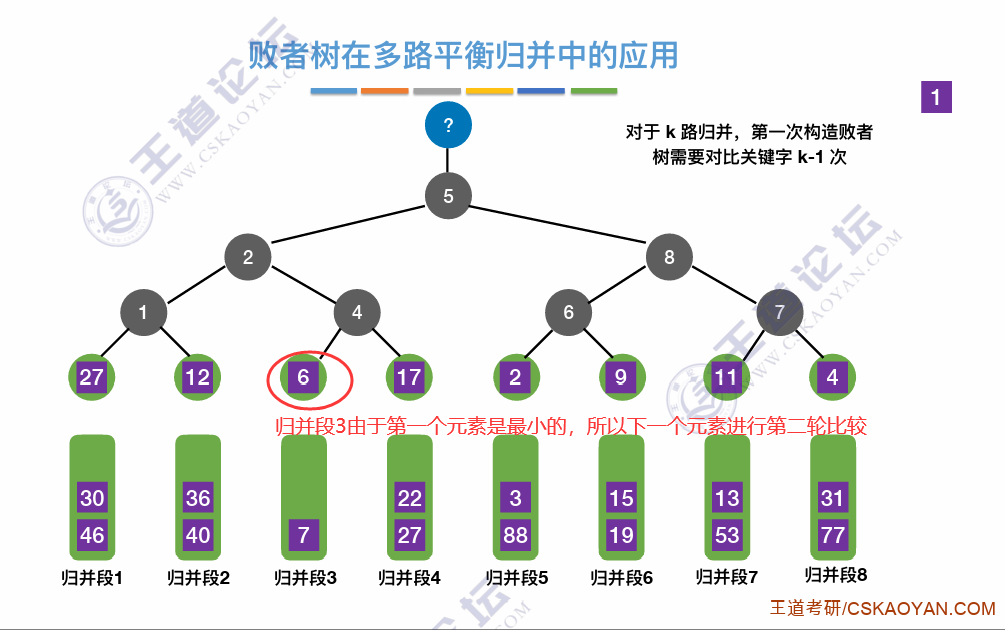 败者树在多路平衡归并中的应用
1
?
对于 k 路归并，第一次构造败者
树需要对比关键字 k-1 次
5
2 8
1 4 6 7
27 12 6 17 2 9 11 4
归并段3由于第一个元素是最小的，所以下一个元素进行第二轮比较
30 36 22 3 15 13 31
46 40 7 27 88 19 53 77
归并段1 归并段2 归并段3 归并段4 归并段5 归并段6 归并段7 归并段8
王道考研/CSKAOYAN.COM
王道论坛
WWW.CSKAOYAN.COM
王道论坛
WWW.CSKAOYAN.COM